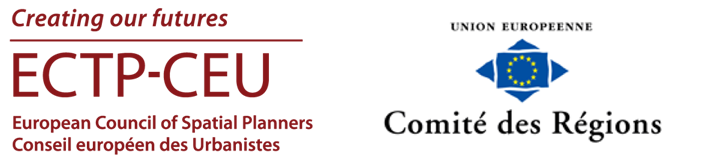 Creating our futures
ECTP-CEU
European Council of Spatial Planners
Conseil européen des Urbanistes
UNION EUROPEENNE
Comité des Régions